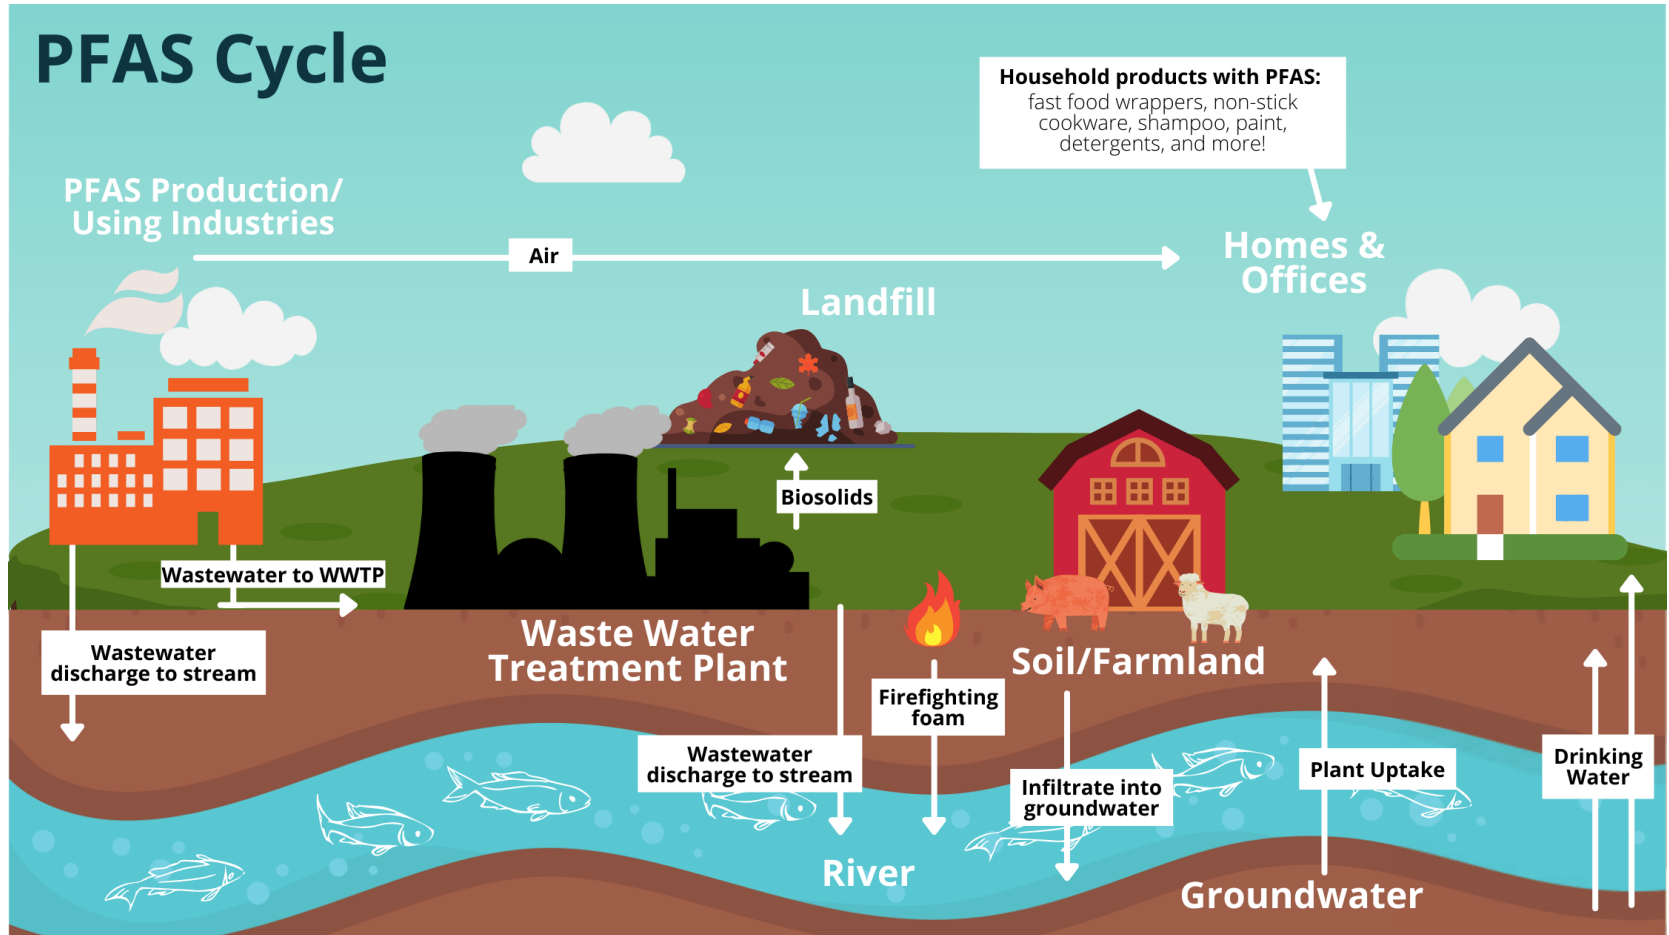 PFAS Cycle
Household products with PFAS:
fast food wrappers, non-stick
cookware, shampoo, paint,
detergents, and more!
PFAS Production/
Using Industries
Air
Homes &
Offices
Landfill
Biosolids
Wastewater to WWTP
Wastewater
discharge to stream
Waste Water
Treatment Plant
Soil/Farmland
Firefighting
foam
Wastewater
discharge to stream
Infiltrate into
groundwater
Plant Uptake
Drinking
Water
River
Groundwater